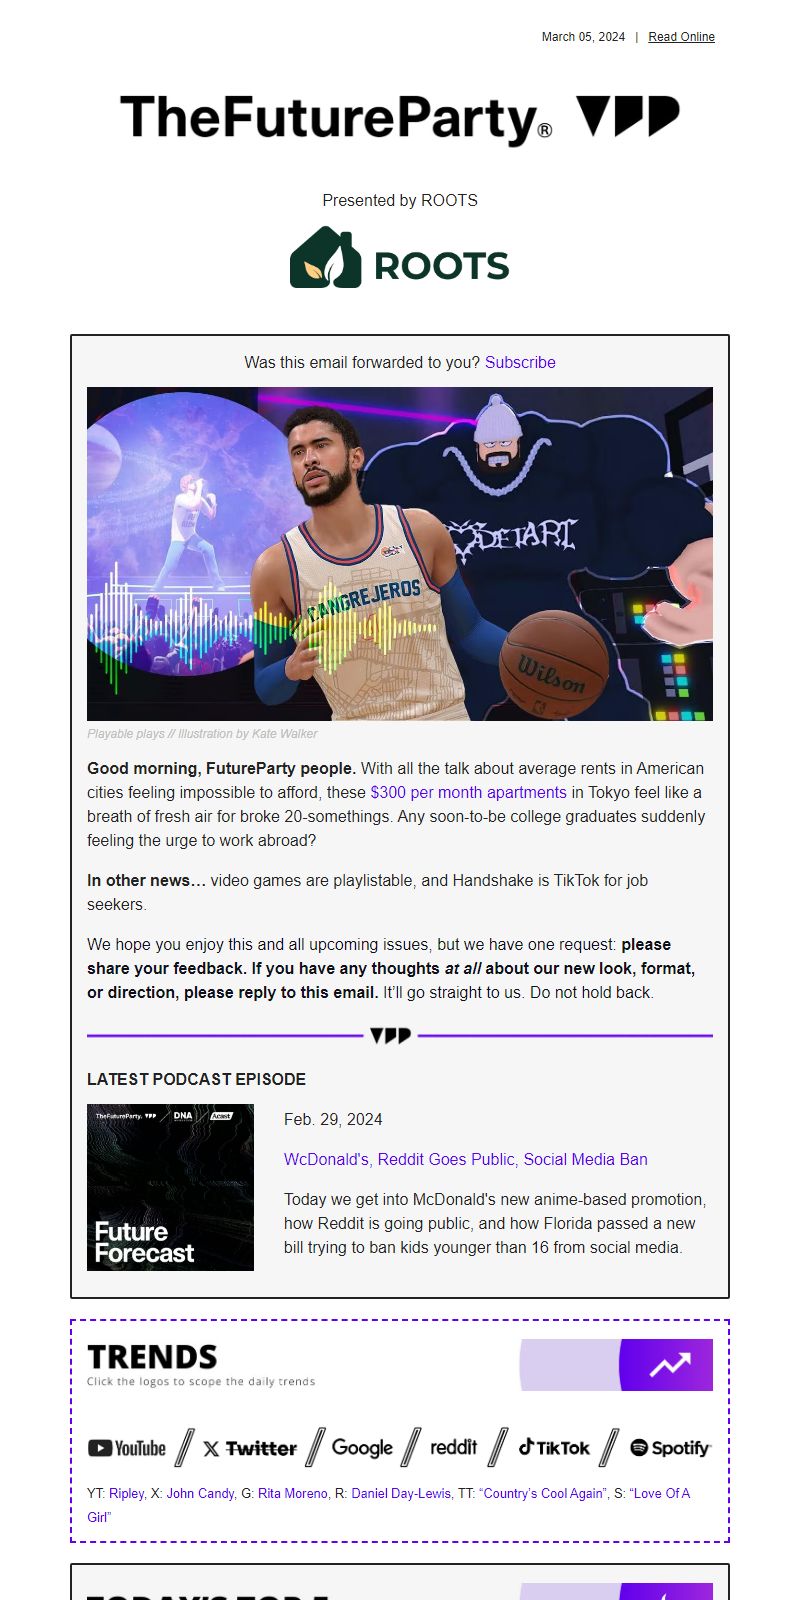 March 05, 2024 | Read Online
TheFutureParty®
Presented by ROOTS
ROOTS
Was this email forwarded to you? Subscribe
CANGREJEROS
Wilson
Playable plays // Illustration by Kate Walker
Good morning, FutureParty people. With all the talk about average rents in American
cities feeling impossible to afford, these $300 per month apartments in Tokyo feel like a
breath of fresh air for broke 20-somethings. Any soon-to-be college graduates suddenly
feeling the urge to work abroad?
In other news… video games are playlistable, and Handshake is TikTok for job
seekers.
We hope you enjoy this and all upcoming issues, but we have one request: please
share your feedback. If you have any thoughts at all about our new look, format,
or direction, please reply to this email. It’ll go straight to us. Do not hold back.
LATEST PODCAST EPISODE
TheFutureParty. DNA Acast
Future
Forecast
Feb. 29, 2024
WcDonald's, Reddit Goes Public, Social Media Ban
Today we get into McDonald's new anime-based promotion,
how Reddit is going public, and how Florida passed a new
bill trying to ban kids younger than 16 from social media.
TRENDS
Click the logos to scope the daily trends
YouTube X Twitter Google reddit TikTok Spotify
YT: Ripley, X: John Candy, G: Rita Moreno, R: Daniel Day-Lewis, TT: “Country’s Cool Again”, S: “Love Of A
Girl”